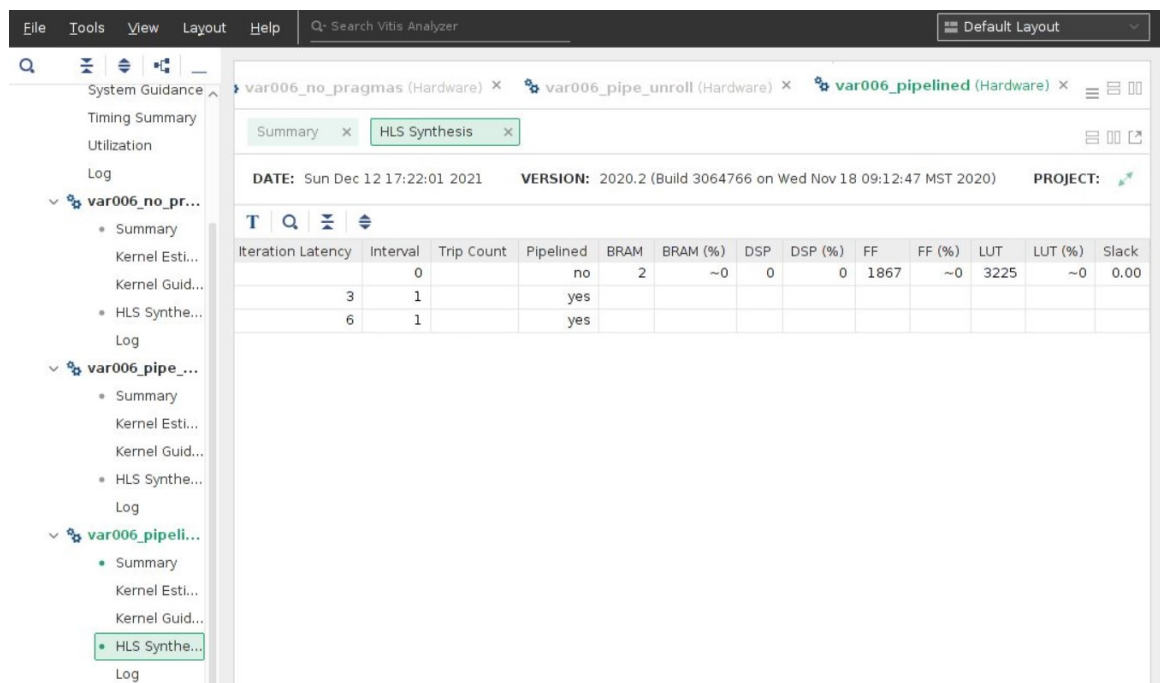 File Tools View Layout Help Q- Search Vitis Analyzer Default Layout
System Guidance
Timing Summary
Utilization
Log
var006_no_pr...
Summary
Kernel Esti...
Kernel Guid...
HLS Synthe...
Log
var006_pipe_...
Summary
Kernel Esti...
Kernel Guid...
HLS Synthe...
Log
var006_pipeli...
Summary
Kernel Esti...
Kernel Guid...
HLS Synthe...
Log
var006_no_pragmas (Hardware) × var006_pipe_unroll (Hardware) × var006_pipelined (Hardware) ×
Summary × HLS Synthesis ×
DATE: Sun Dec 12 17:22:01 2021 VERSION: 2020.2 (Build 3064766 on Wed Nov 18 09:12:47 MST 2020) PROJECT:
T
Iteration Latency Interval Trip Count Pipelined BRAM BRAM (%) DSP DSP (%) FF FF (%) LUT LUT (%) Slack
0 no 2 ~0 0 0 1867 ~0 3225 ~0 0.00
3 1 yes
6 1 yes